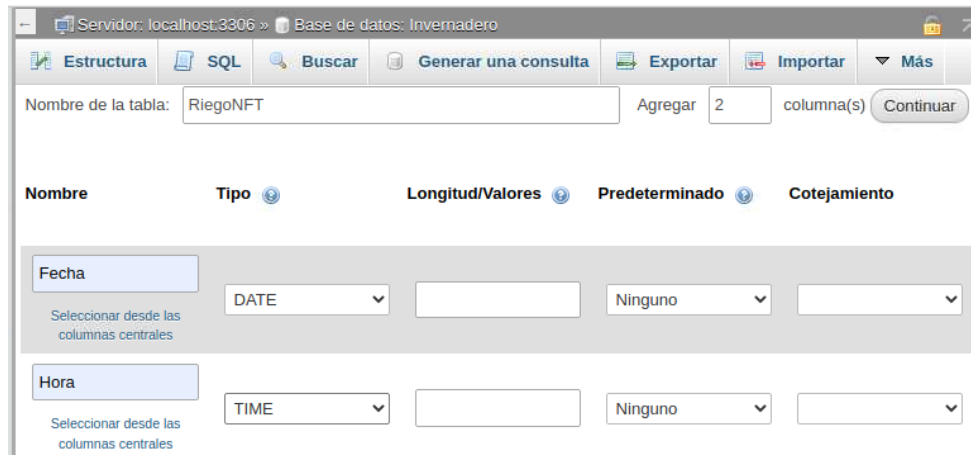 Servidor: localhost:3306 » Base de datos: Invernadero
Estructura SQL Buscar Generar una consulta Exportar Importar Más
Nombre de la tabla: RiegoNFT Agregar 2 columna(s) Continuar
Nombre Tipo Longitud/Valores Predeterminado Cotejamiento
Fecha
DATE Ninguno
Seleccionar desde las
columnas centrales
Hora
TIME Ninguno
Seleccionar desde las
columnas centrales